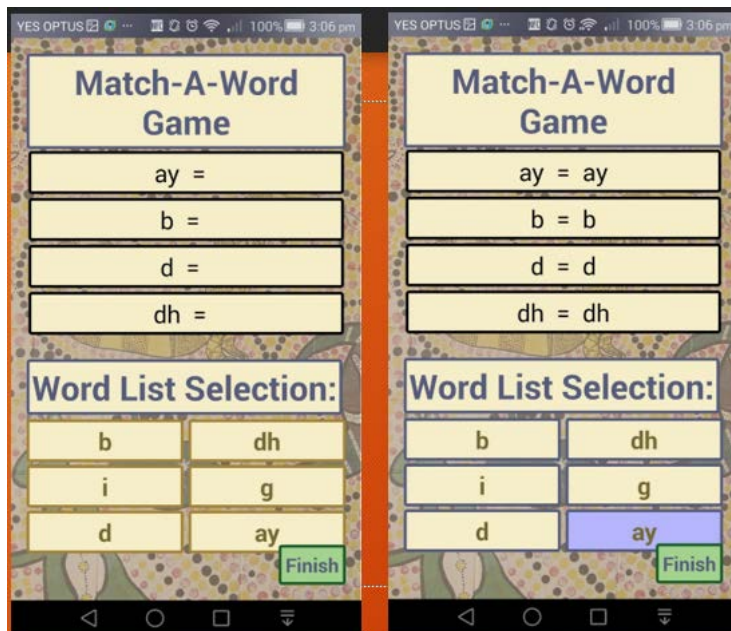 YES OPTUS 100% 3:06 pm
Match-A-Word
Game
ay =
b =
d =
dh =
Word List Selection:
b dh
i g
d ay
Finish
YES OPTUS 100% 3:06 pm
Match-A-Word
Game
ay = ay
b = b
d = d
dh = dh
Word List Selection:
b dh
i g
d ay
Finish